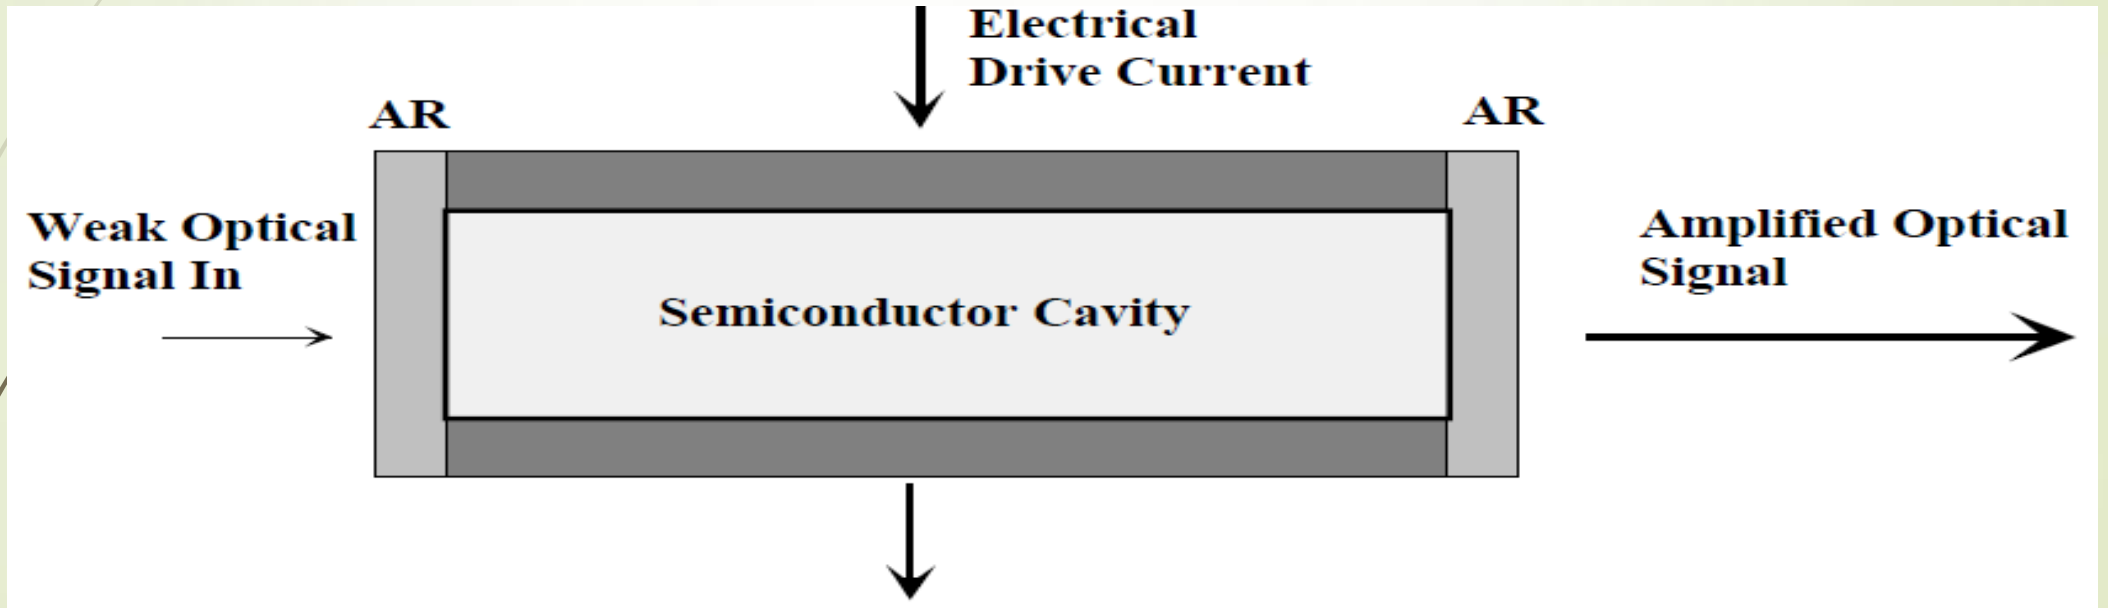 Electrical
Drive Current
AR
AR
Weak Optical
Signal In
Semiconductor Cavity
Amplified Optical
Signal